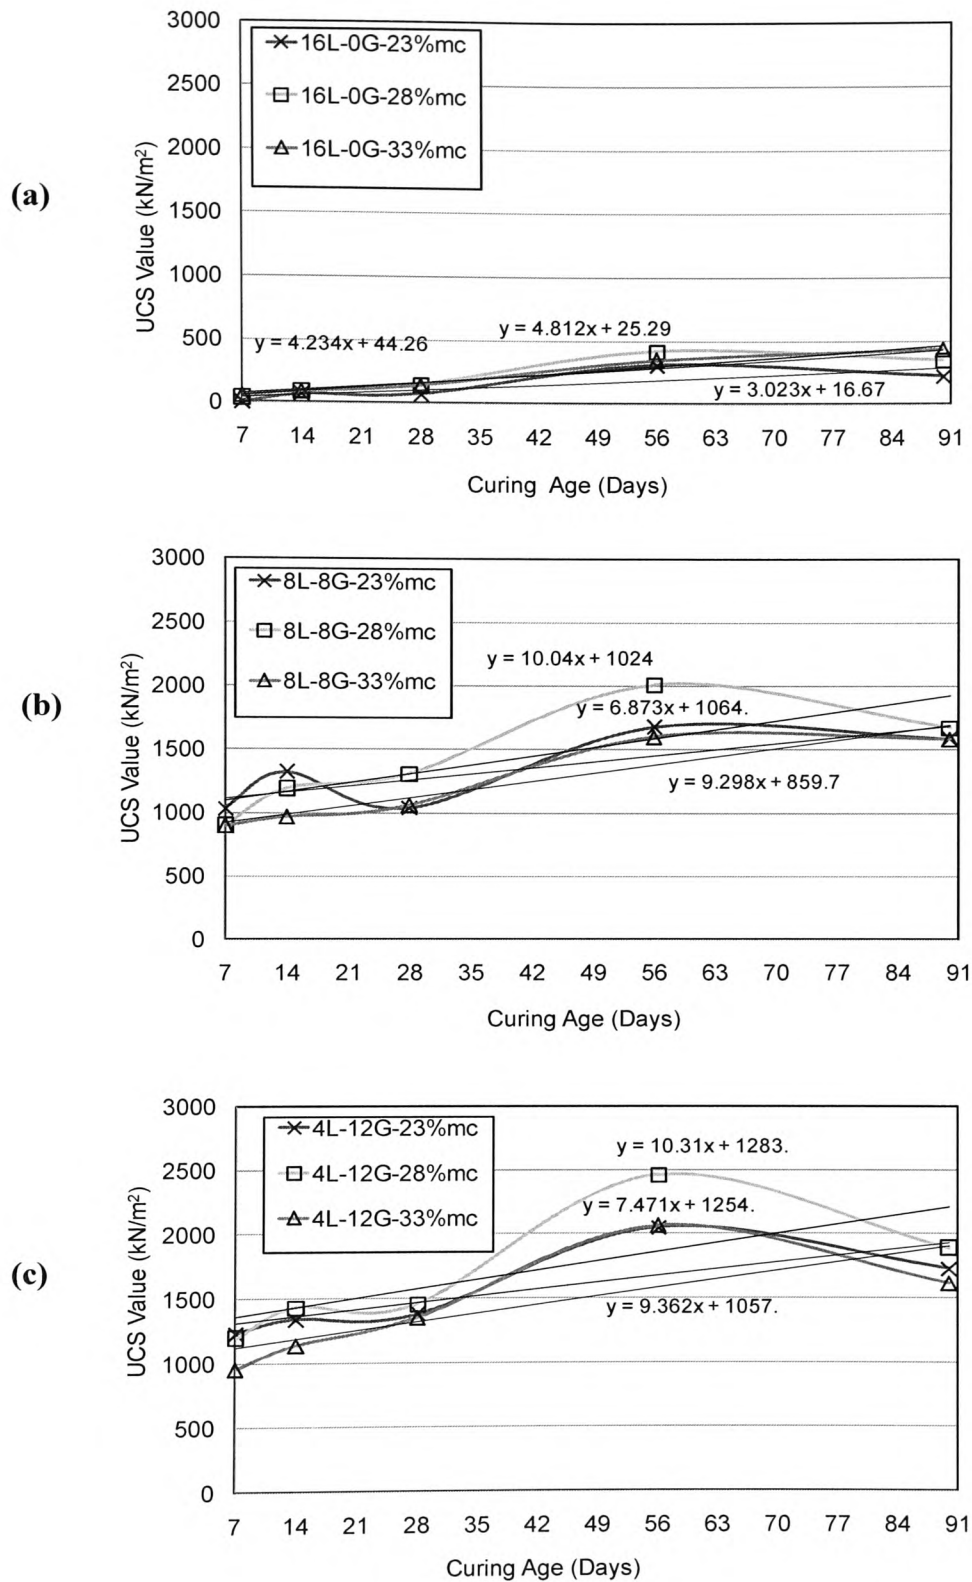 (a)
UCS Value (kN/m²)
3000
2500
2000
1500
1000
500
0
16L-0G-23%mc
16L-0G-28%mc
16L-0G-33%mc
y = 4.234x + 44.26
y = 4.812x + 25.29
y = 3.023x + 16.67
7 14 21 28 35 42 49 56 63 70 77 84 91
Curing Age (Days)
(b)
UCS Value (kN/m²)
3000
2500
2000
1500
1000
500
0
8L-8G-23%mc
8L-8G-28%mc
8L-8G-33%mc
y = 10.04x + 1024
y = 6.873x + 1064.
y = 9.298x + 859.7
7 14 21 28 35 42 49 56 63 70 77 84 91
Curing Age (Days)
(c)
UCS Value (kN/m²)
3000
2500
2000
1500
1000
500
0
4L-12G-23%mc
4L-12G-28%mc
4L-12G-33%mc
y = 10.31x + 1283.
y = 7.471x + 1254.
y = 9.362x + 1057.
7 14 21 28 35 42 49 56 63 70 77 84 91
Curing Age (Days)